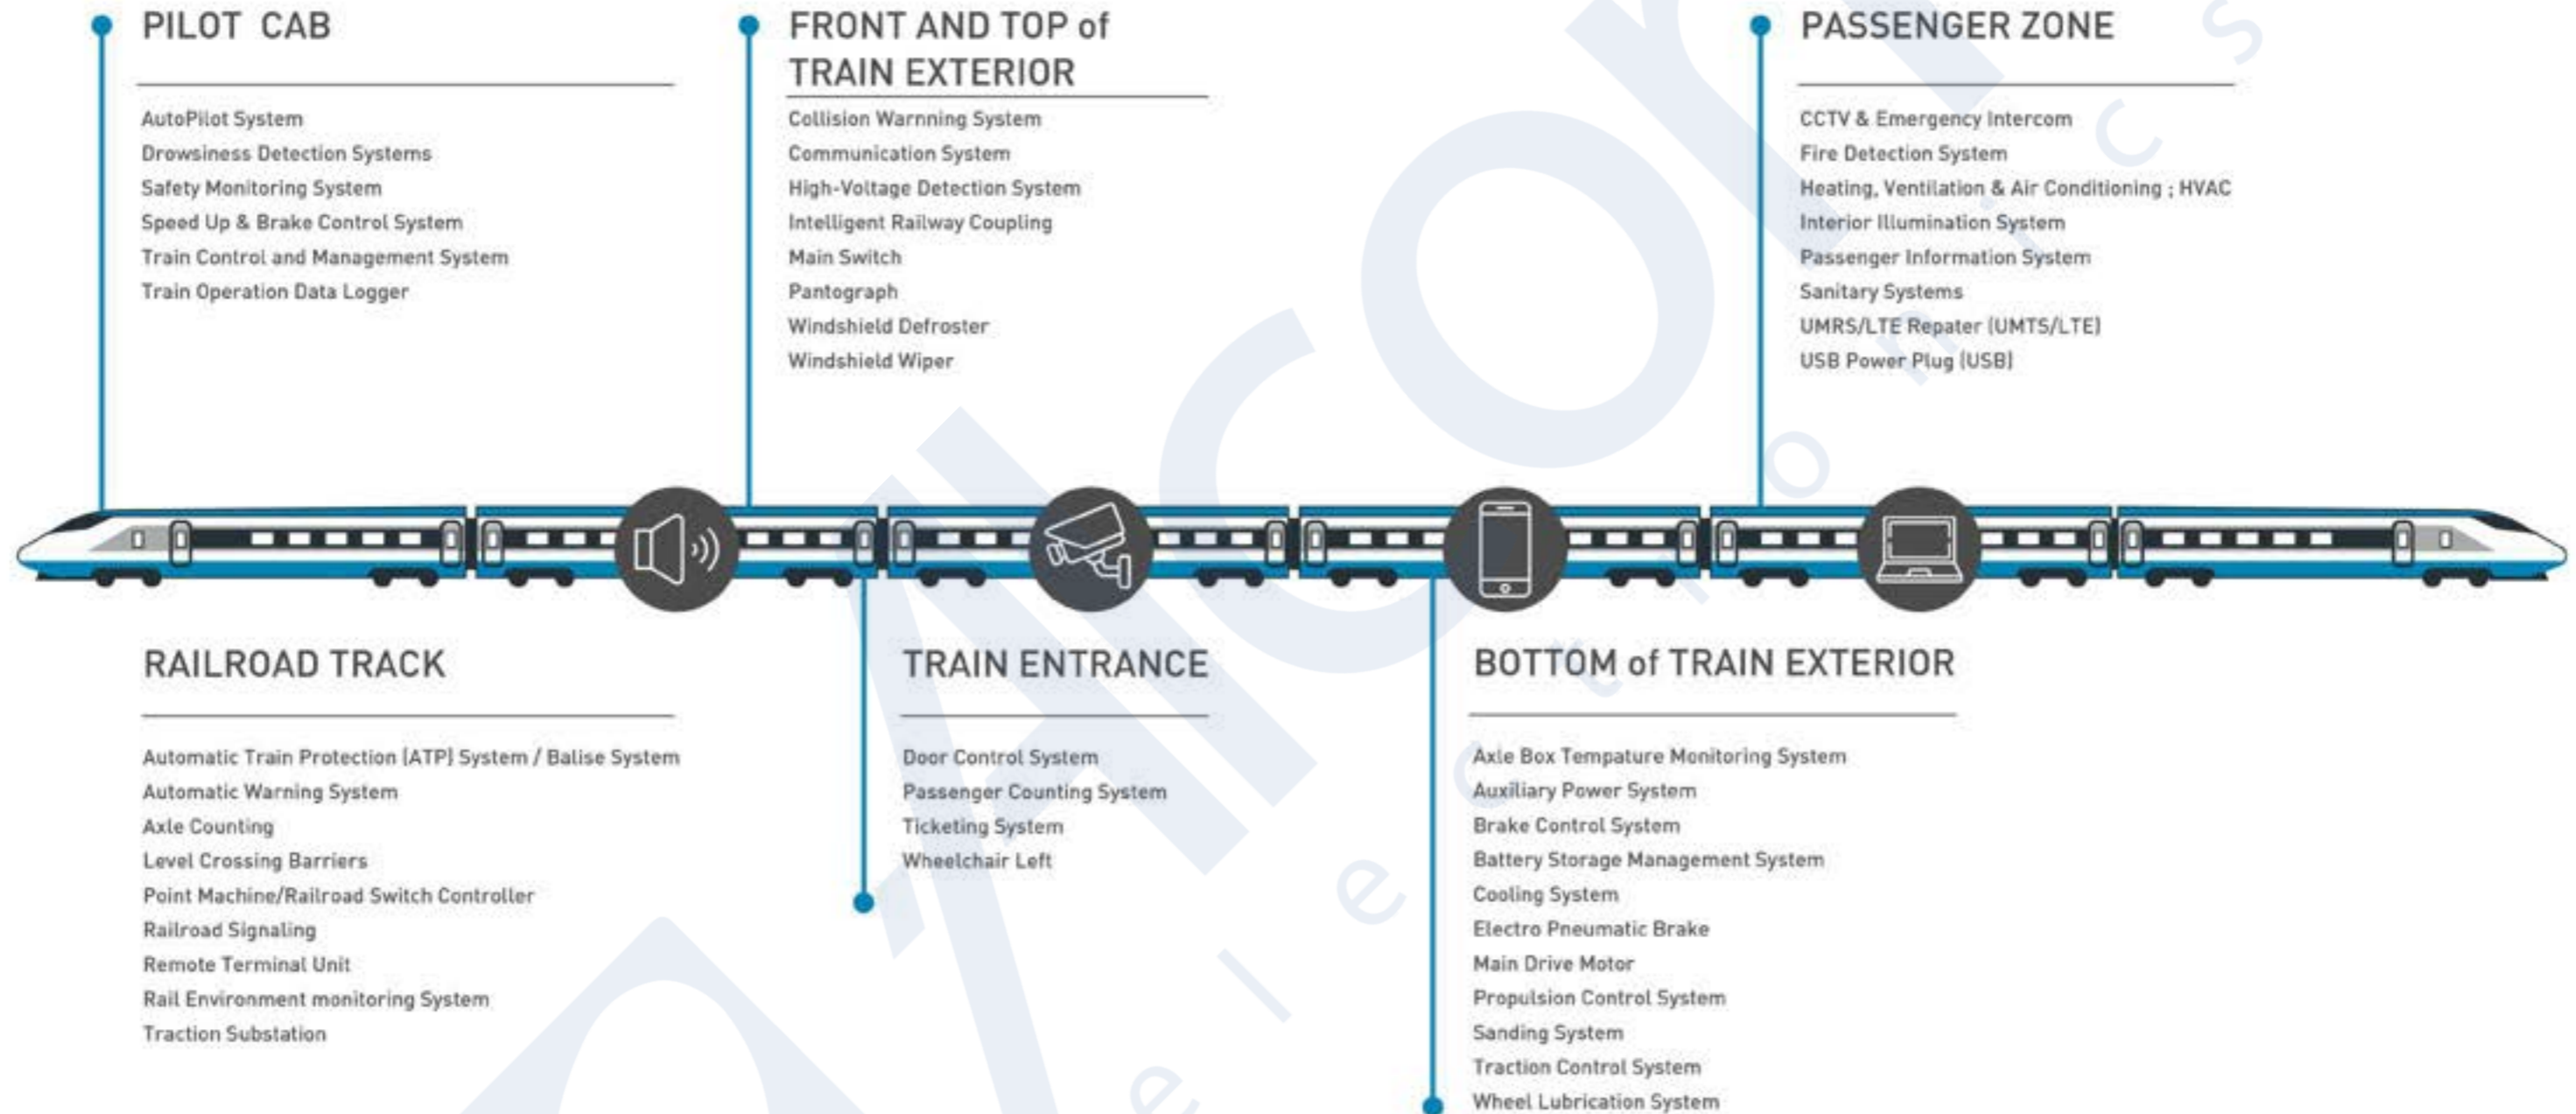 PILOT CAB
AutoPilot System
Drowsiness Detection Systems
Safety Monitoring System
Speed Up & Brake Control System
Train Control and Management System
Train Operation Data Logger
FRONT AND TOP of
TRAIN EXTERIOR
Collision Warnning System
Communication System
High-Voltage Detection System
Intelligent Railway Coupling
Main Switch
Pantograph
Windshield Defroster
Windshield Wiper
PASSENGER ZONE
CCTV & Emergency Intercom
Fire Detection System
Heating, Ventilation & Air Conditioning ; HVAC
Interior Illumination System
Passenger Information System
Sanitary Systems
UMRS/LTE Repater (UMTS/LTE)
USB Power Plug (USB)
RAILROAD TRACK
Automatic Train Protection (ATP) System / Balise System
Automatic Warning System
Axle Counting
Level Crossing Barriers
Point Machine/Railroad Switch Controller
Railroad Signaling
Remote Terminal Unit
Rail Environment monitoring System
Traction Substation
TRAIN ENTRANCE
Door Control System
Passenger Counting System
Ticketing System
Wheelchair Left
BOTTOM of TRAIN EXTERIOR
Axle Box Tempature Monitoring System
Auxiliary Power System
Brake Control System
Battery Storage Management System
Cooling System
Electro Pneumatic Brake
Main Drive Motor
Propulsion Control System
Sanding System
Traction Control System
Wheel Lubrication System